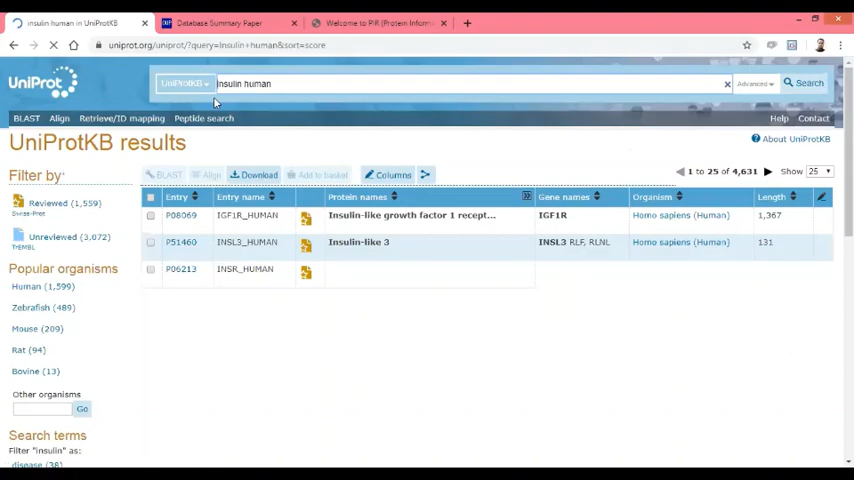 insulin human in UniProtKB
Database Summary Paper
Welcome to PIR (Protein Inform
uniprot.org/uniprot/?query=Insulin+human&sort=score
UniProt
UniProtKB
insulin human
Advanced
Search
BLAST Align Retrieve/ID mapping Peptide search
Help Contact
UniProtKB results
About UniProtKB
Filter by
BLAST Align Download Add to basket Columns
1 to 25 of 4,631 Show 25
Entry Entry name Protein names Gene names Organism Length
Reviewed (1,559)
Swiss-Prot
Unreviewed (3,072)
TrEMBL
P08069 IGF1R_HUMAN Insulin-like growth factor 1 recept... IGF1R Homo sapiens (Human) 1,367
P51460 INSL3_HUMAN Insulin-like 3 INSL3 RLF, RLNL Homo sapiens (Human) 131
P06213 INSR_HUMAN
Popular organisms
Human (1,599)
Zebrafish (489)
Mouse (209)
Rat (94)
Bovine (13)
Other organisms
Go
Search terms
Filter "insulin" as:
disease (38)